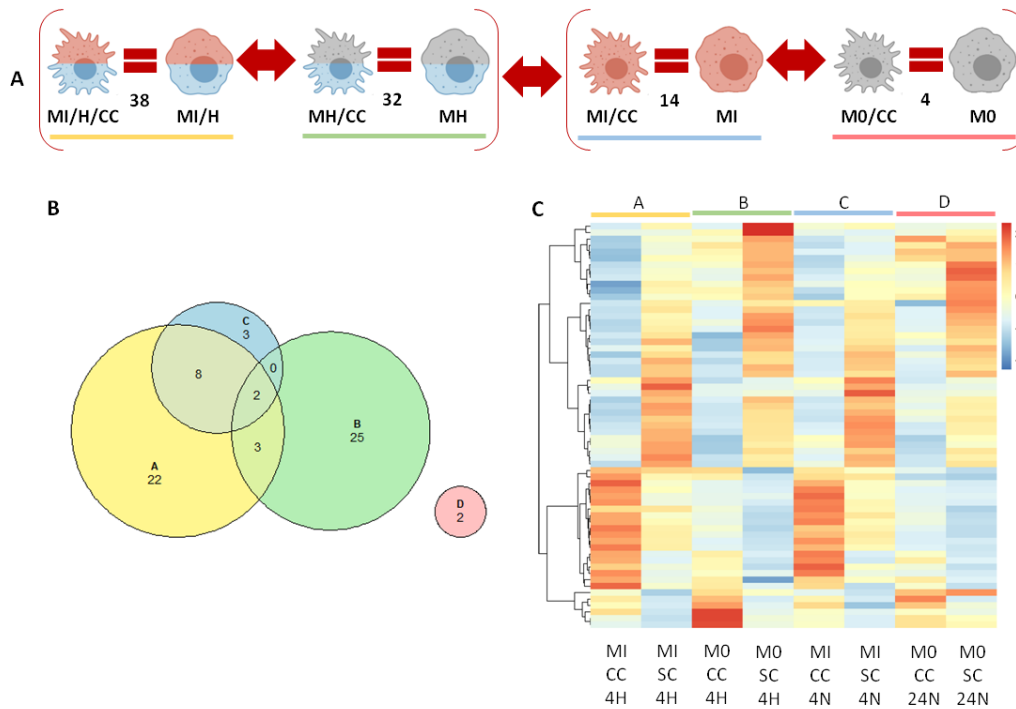 A
38
32
14
4
MI/H/CC MI/H MH/CC MH MI/CC MI M0/CC M0
B
C
3
8
0
2
B
25
3
A
22
D
2
C
A B C D
MI MI M0 M0 MI MI M0 M0
CC SC CC SC CC SC CC SC
4H 4H 4H 4H 4N 4N 24N 24N